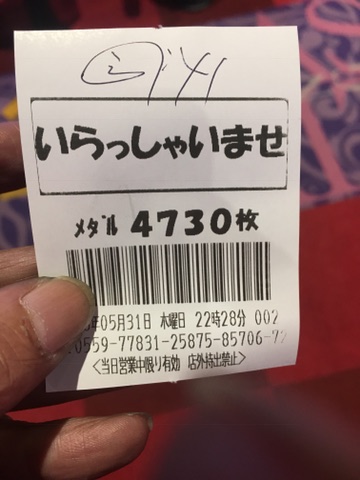 いらっしゃいませ
メダル 4730枚
年05月31日 木曜日 22時28分 002
0559-77831-25875-85706-7
<当日営業中限り有効 店外持出禁止>